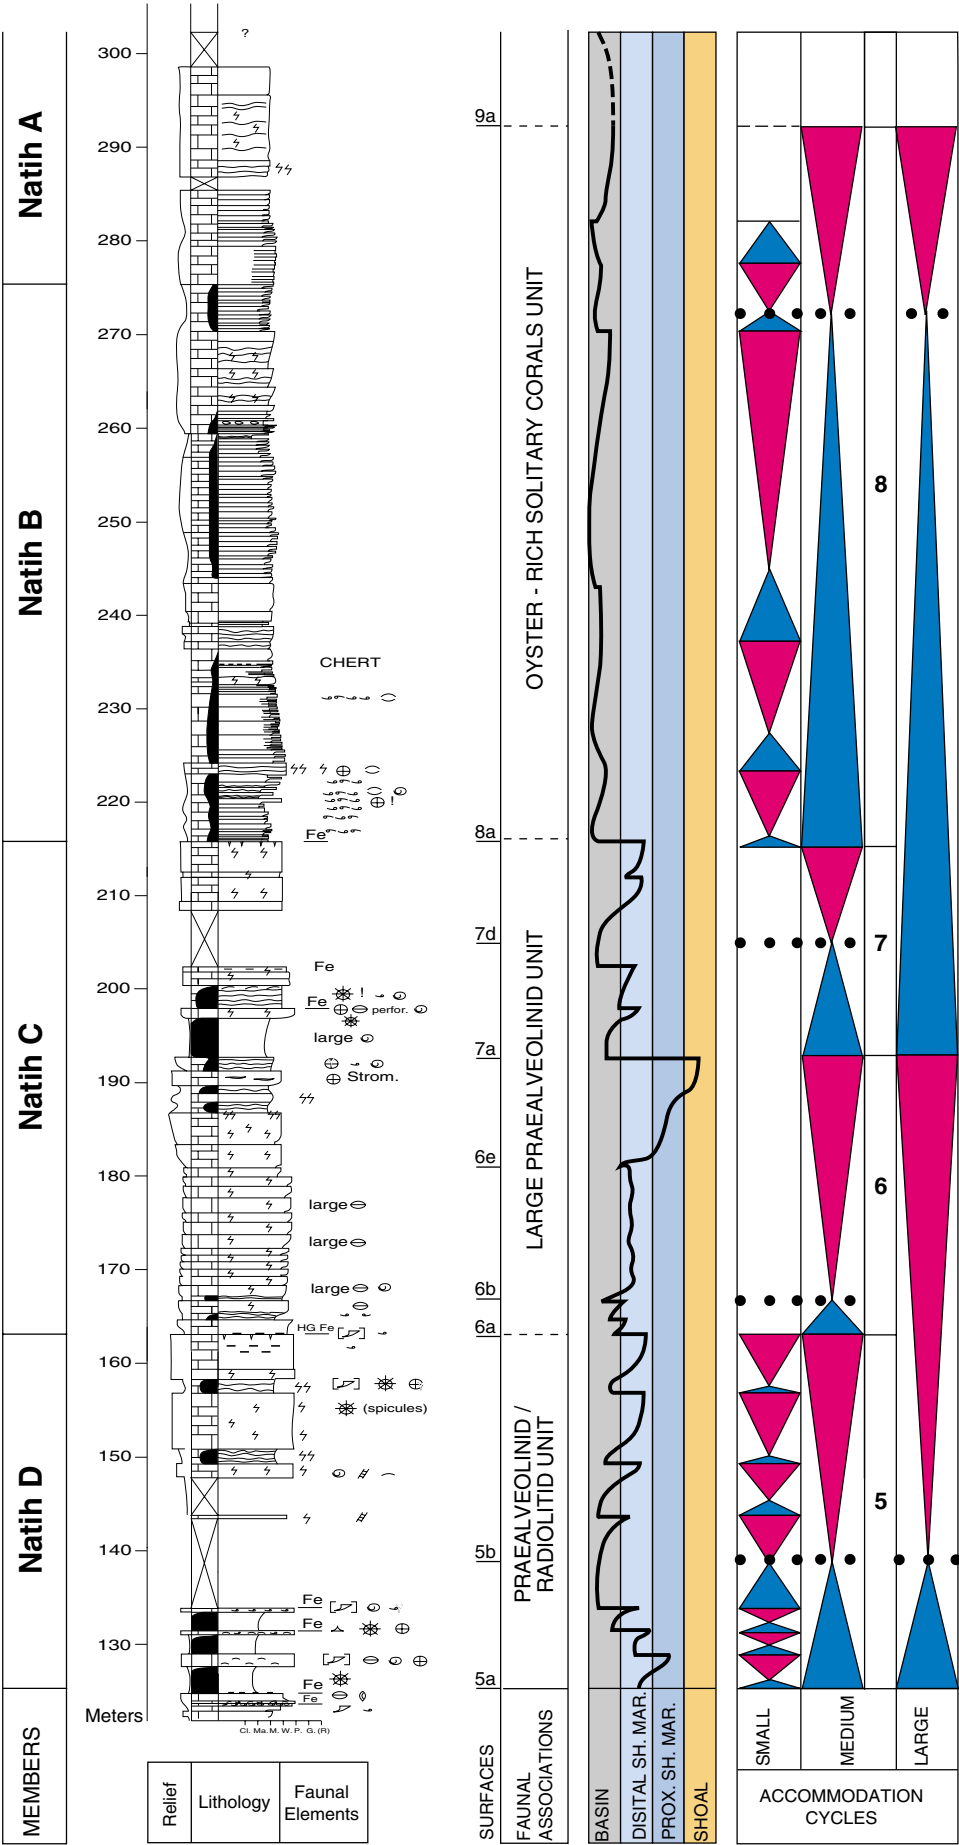 ?
300
9a
Natih A
290
280
270
OYSTER - RICH SOLITARY CORALS UNIT
260
8
250
Natih B
240
CHERT
230
220
!
Fe
8a
210
7d
7
Fe
200
!
Fe
perfor.
large
7a
Natih C
LARGE PRAEALVEOLINID UNIT
190
Strom.
6e
180
6
large
large
170
large
6b
HG Fe
6a
160
(spicules)
150
Natih D
PRAEALVEOLINID /
RADIOLITID UNIT
5
140
5b
Fe
Fe
130
Fe
Fe
5a
Meters
Cl. Ma. M. W. P. G. (R)
MEMBERS
Relief
Lithology
Faunal
Elements
SURFACES
FAUNAL
ASSOCIATIONS
BASIN
DISITAL SH. MAR.
PROX. SH. MAR.
SHOAL
SMALL
MEDIUM
LARGE
ACCOMMODATION
CYCLES